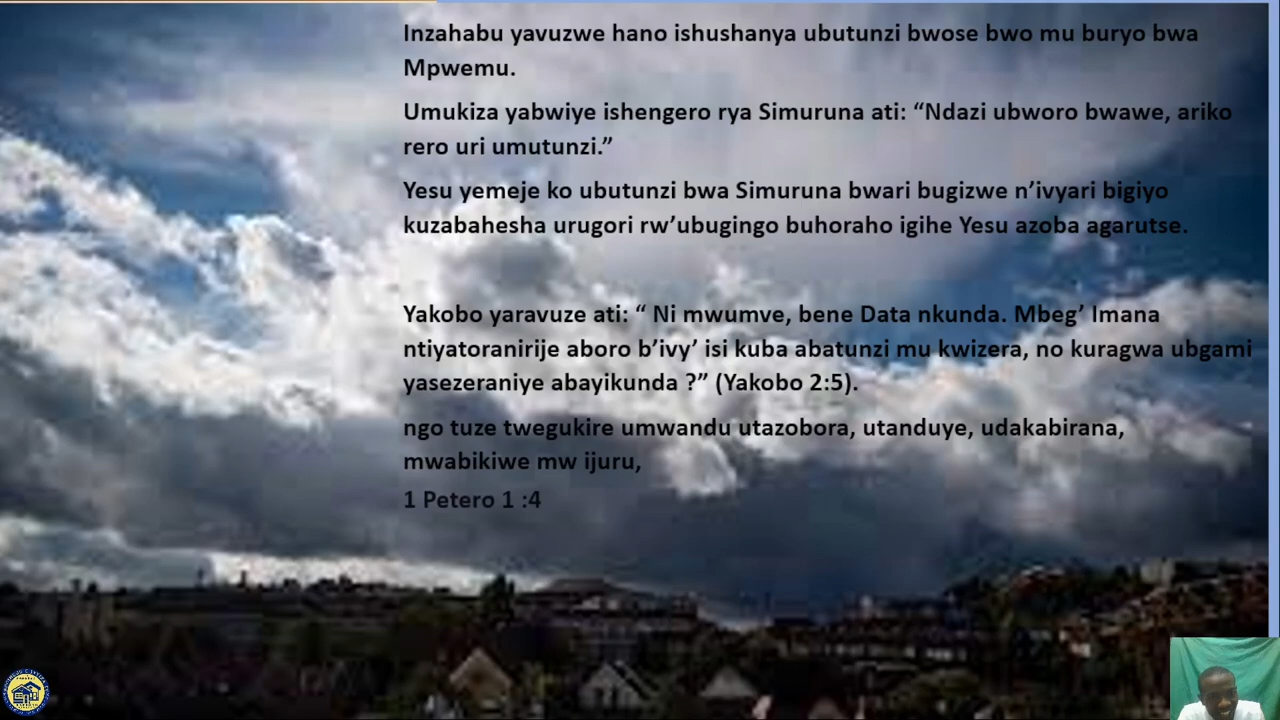 Inzahabu yavuzwe hano ishushanya ubutunzi bwose bwo mu buryo bwa
Mpwemu.
Umukiza yabwiye ishengero rya Simuruna ati: “Ndazi ubworo bwawe, ariko
rero uri umutunzi.”
Yesu yemeje ko ubutunzi bwa Simuruna bwari bugizwe n’ivyari bigiyo
kuzabahesha urugori rw’ubugingo buhoraho igihe Yesu azoba agarutse.
Yakobo yaravuze ati: “ Ni mwumve, bene Data nkunda. Mbeg’ Imana
ntiyatoranirije aboro b’ivy’ isi kuba abatunzi mu kwizera, no kuragwa ubgami
yasezeraniye abayikunda ?” (Yakobo 2:5).
ngo tuze twegukire umwandu utazobora, utanduye, udakabirana,
mwabikiwe mw ijuru,
1 Petero 1 :4